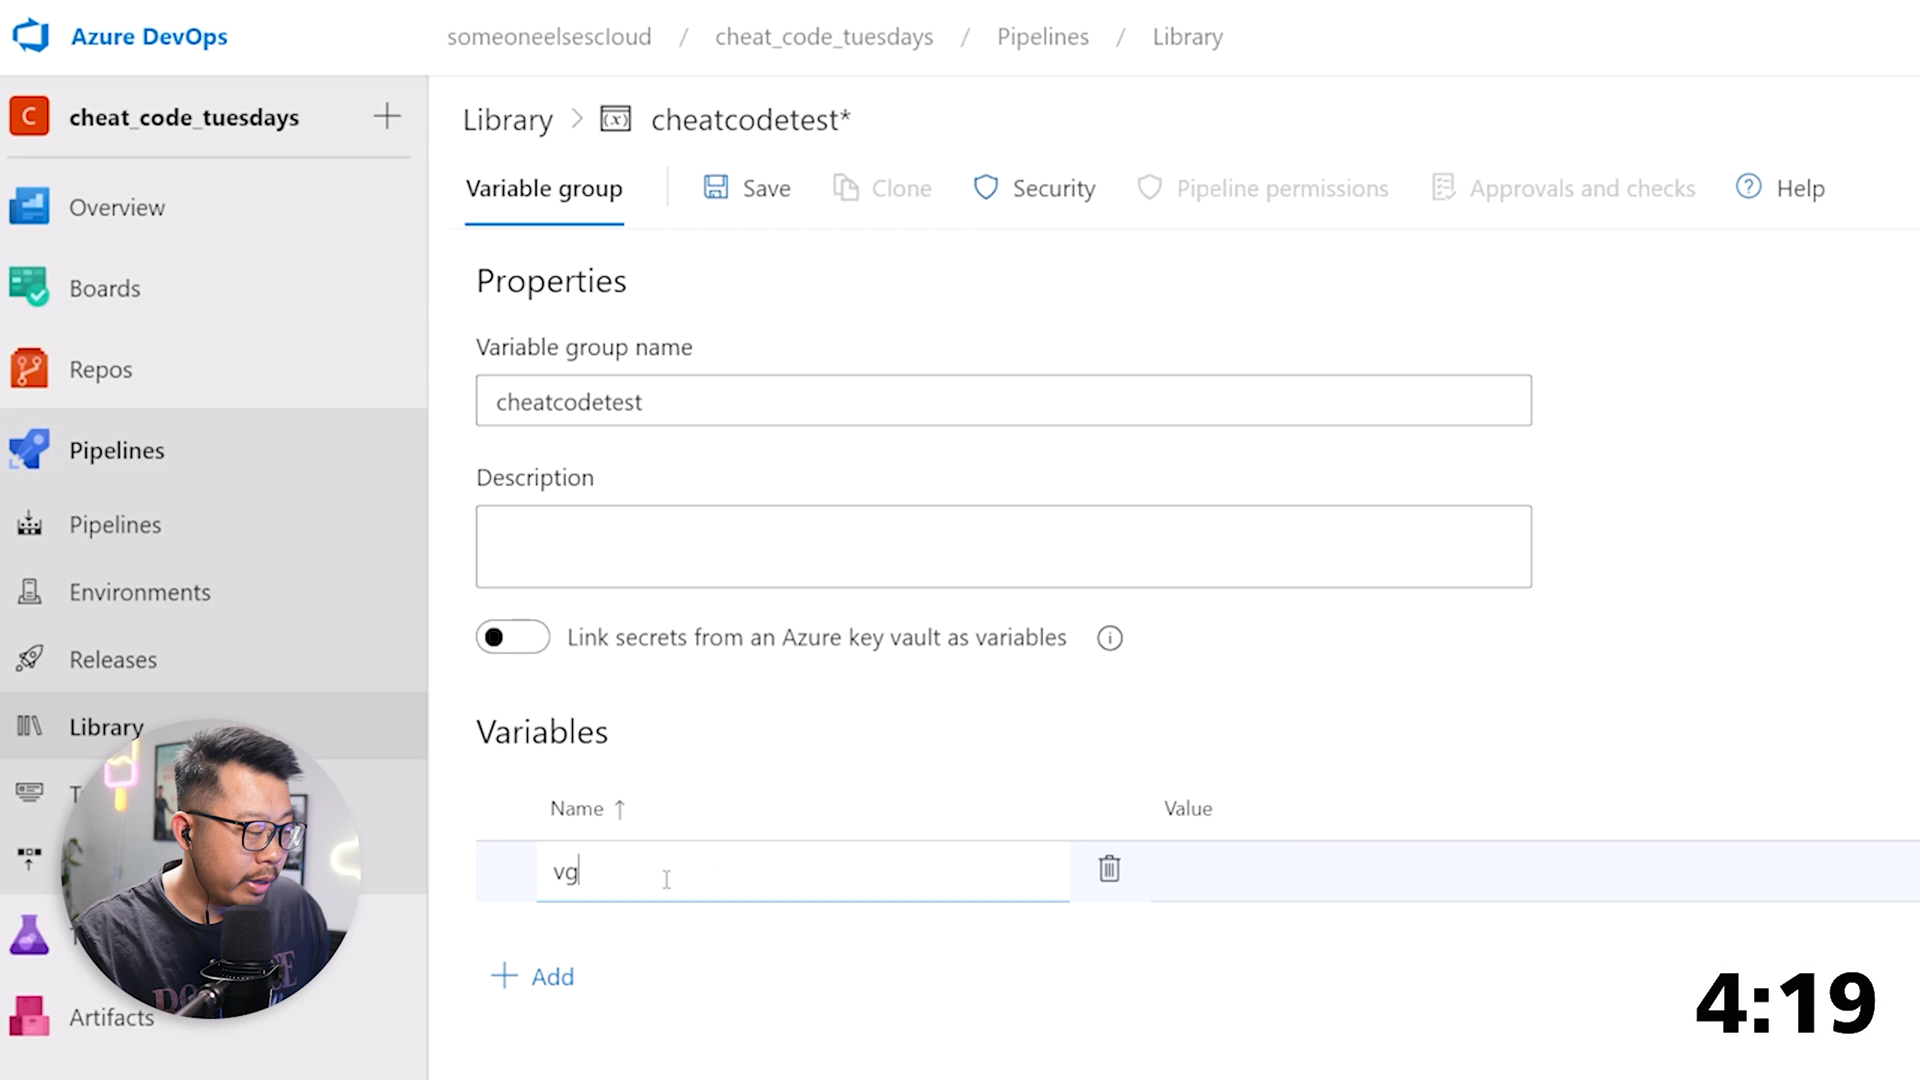 Azure DevOps
someoneelsescloud / cheat_code_tuesdays / Pipelines / Library
C cheat_code_tuesdays
Overview
Boards
Repos
Pipelines
Pipelines
Environments
Releases
Library
Artifacts
Library > (x) cheatcodetest*
Variable group
Save
Clone
Security
Pipeline permissions
Approvals and checks
? Help
Properties
Variable group name
cheatcodetest
Description
Link secrets from an Azure key vault as variables
Variables
Name ↑
Value
vg
+ Add
4:19